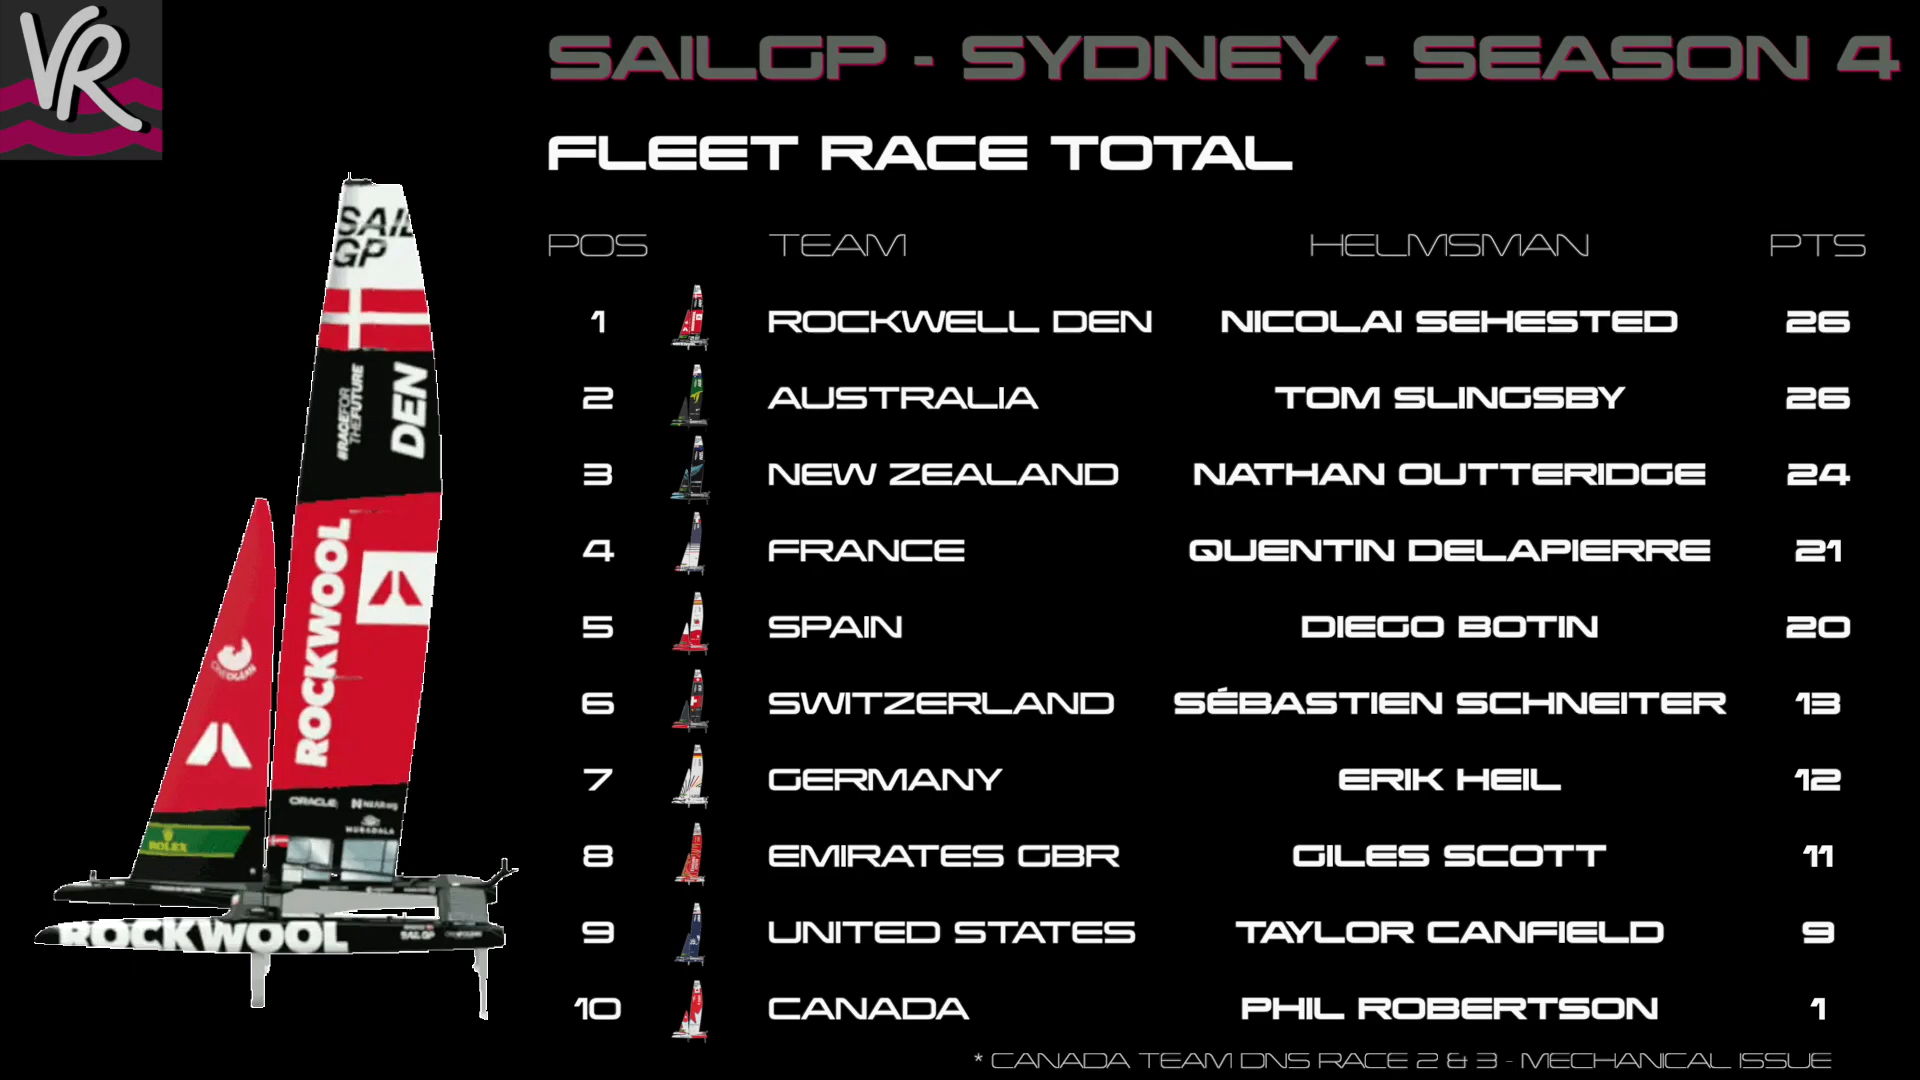 VR
SAILGP - SYDNEY - SEASON 4
FLEET RACE TOTAL
POS TEAM HELMSMAN PTS
1 ROCKWELL DEN NICOLAI SEHESTED 26
2 AUSTRALIA TOM SLINGSBY 26
3 NEW ZEALAND NATHAN OUTTERIDGE 24
4 FRANCE QUENTIN DELAPIERRE 21
5 SPAIN DIEGO BOTIN 20
6 SWITZERLAND SÉBASTIEN SCHNEITER 13
7 GERMANY ERIK HEIL 12
8 EMIRATES GBR GILES SCOTT 11
9 UNITED STATES TAYLOR CANFIELD 9
10 CANADA PHIL ROBERTSON 1
* CANADA TEAM DNS RACE 2 & 3 - MECHANICAL ISSUE
SAIL
GP
#RACEFOR
THEFUTURE
DEN
ROCKWOOL
ORACLE
MUBADALA
ROLEX
ROCKWOOL
SAILGP